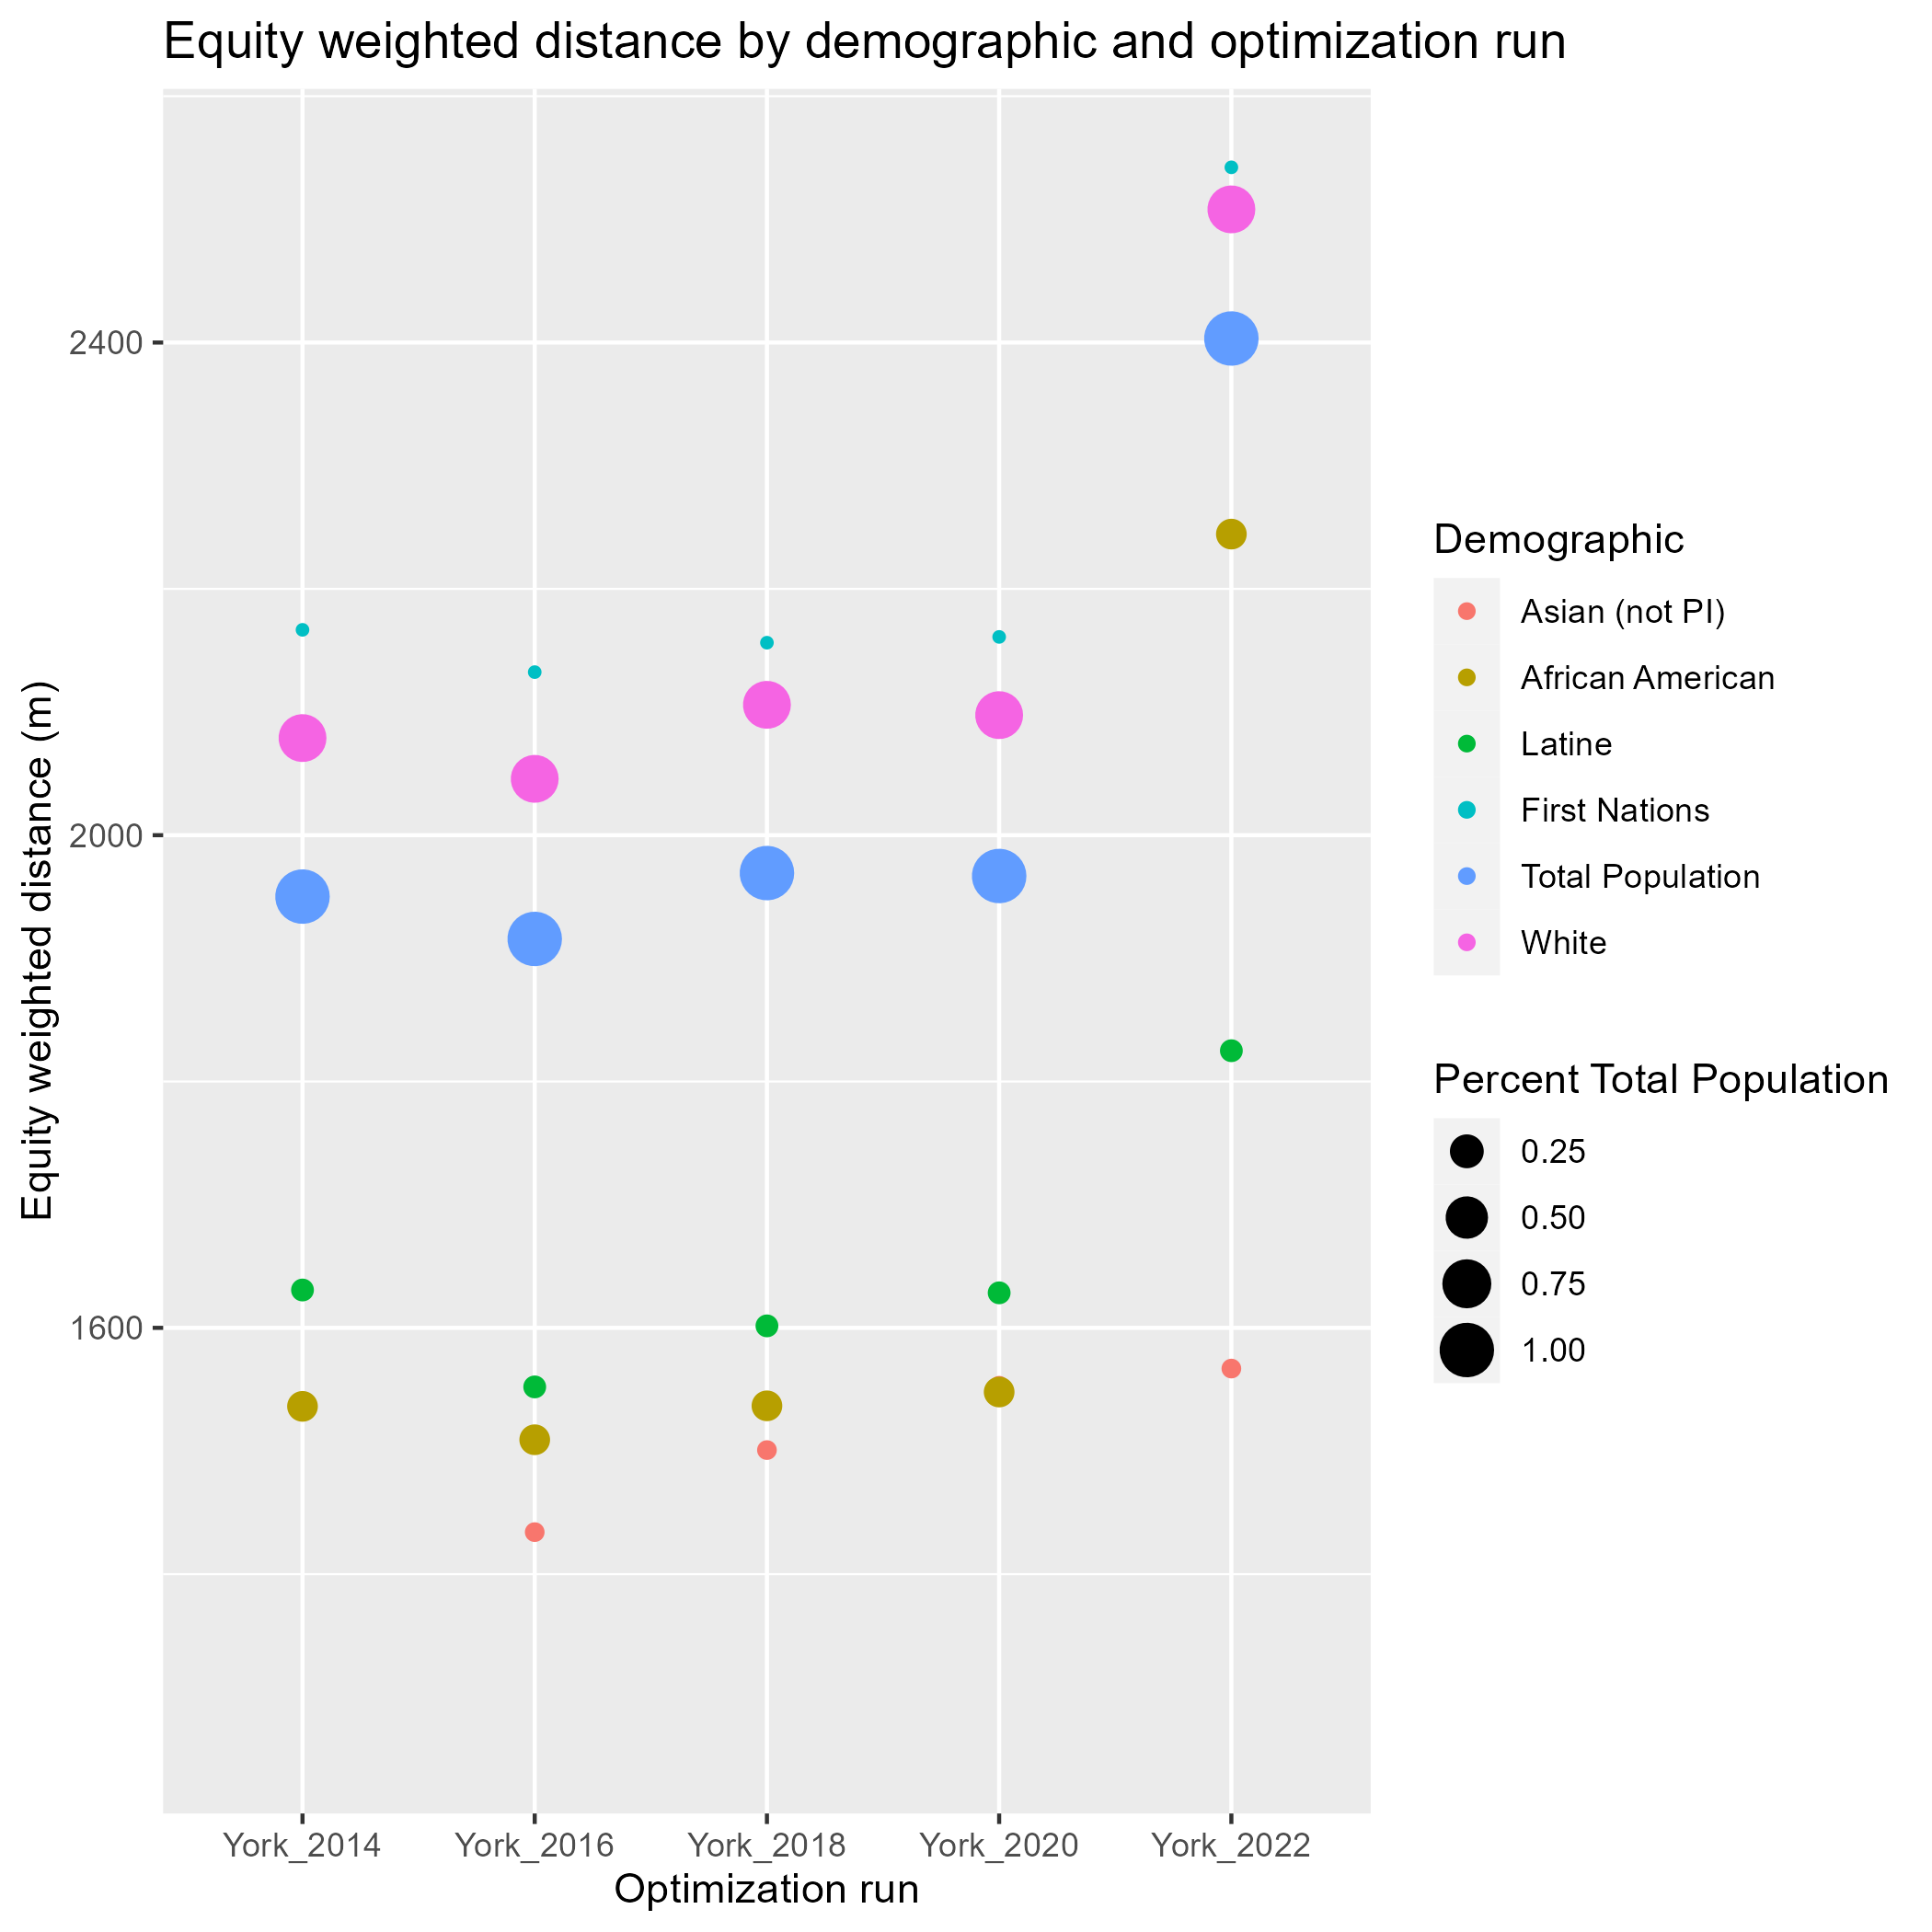 Equity weighted distance by demographic and optimization run
Equity weighted distance (m)
2400
2000
1600
York_2014
York_2016
York_2018
York_2020
York_2022
Optimization run
Demographic
Asian (not PI)
African American
Latine
First Nations
Total Population
White
Percent Total Population
0.25
0.50
0.75
1.00